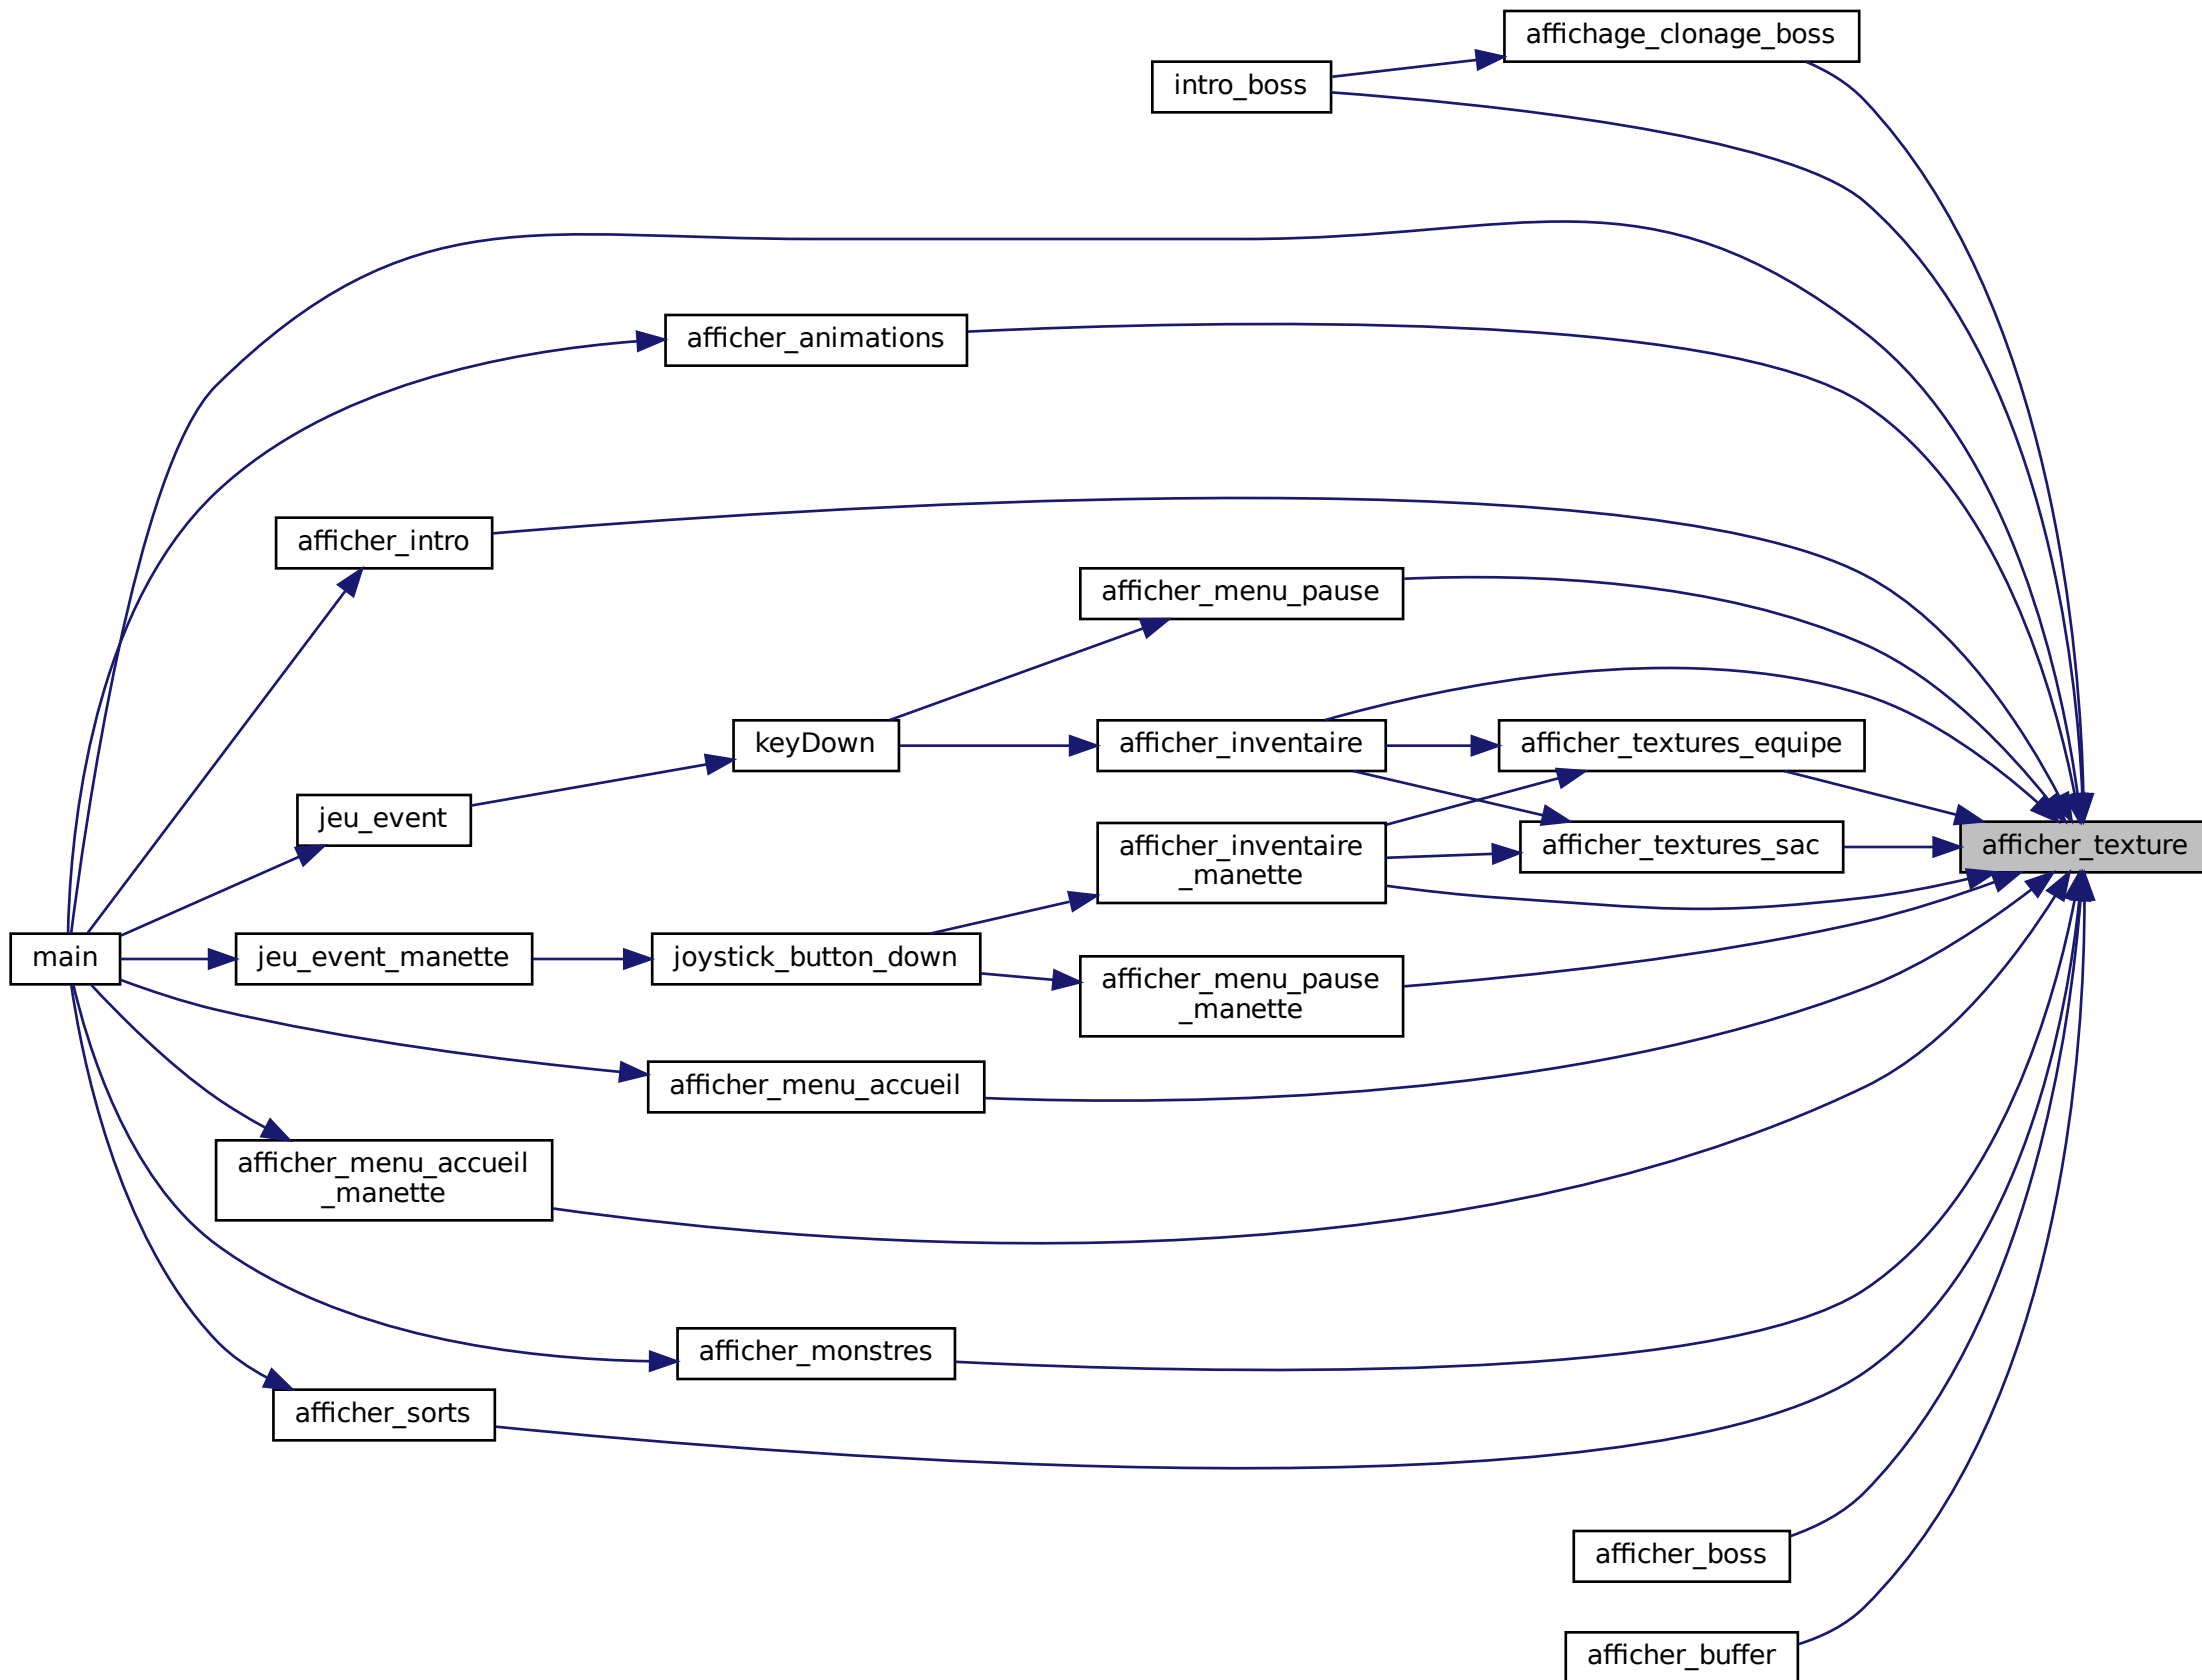 affichage_clonage_boss
intro_boss
afficher_animations
afficher_intro
afficher_menu_pause
keyDown
afficher_inventaire
afficher_textures_equipe
jeu_event
afficher_inventaire
_manette
afficher_textures_sac
afficher_texture
main
jeu_event_manette
joystick_button_down
afficher_menu_pause
_manette
afficher_menu_accueil
afficher_menu_accueil
_manette
afficher_monstres
afficher_sorts
afficher_boss
afficher_buffer